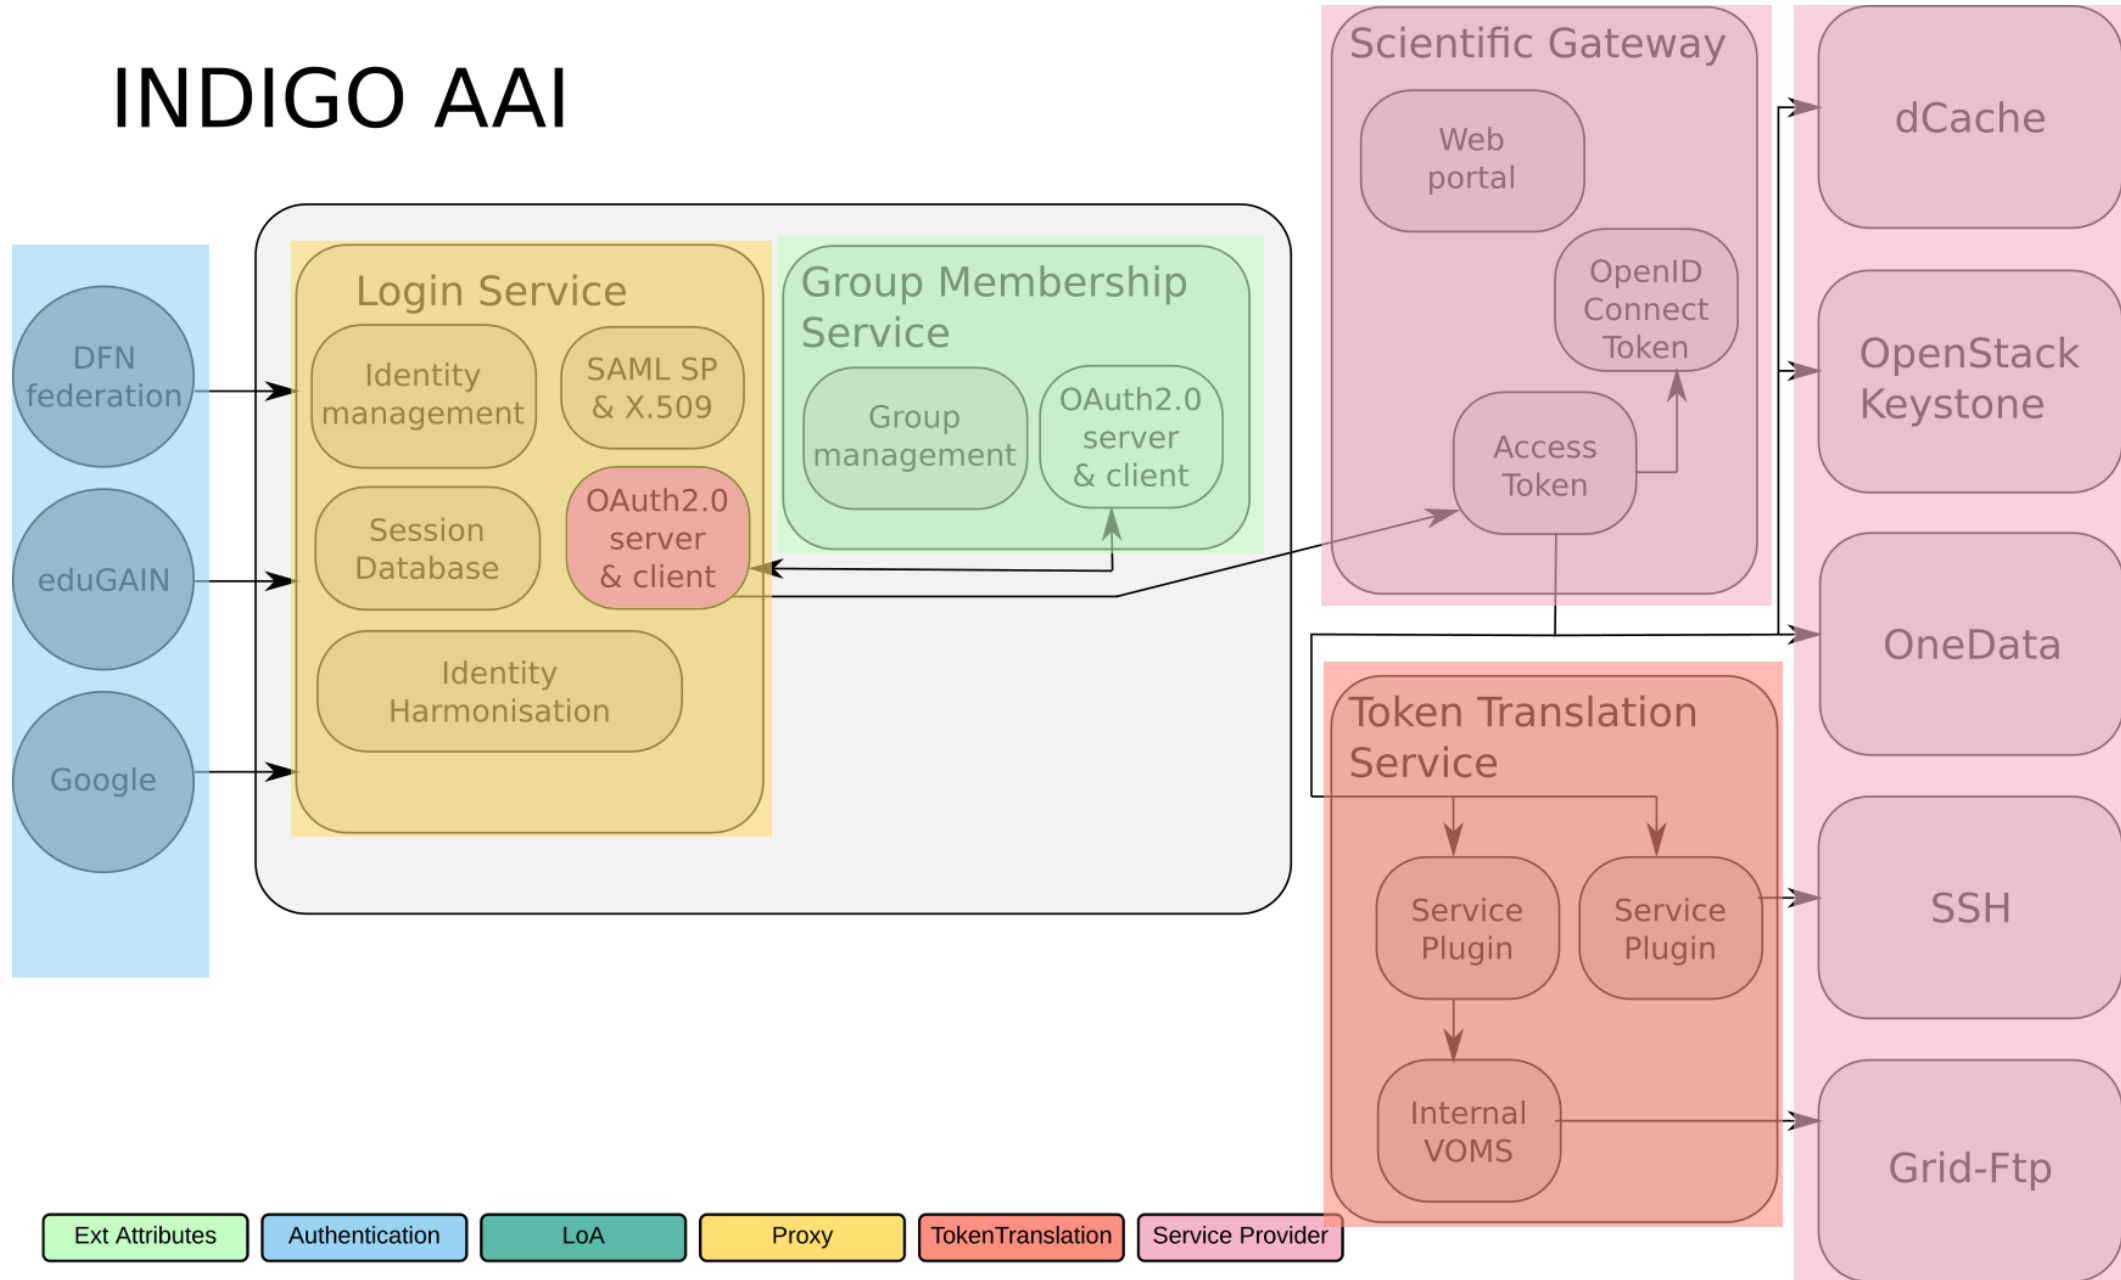 INDIGO AAI
DFN
federation
eduGAIN
Google
Login Service
Identity
management
SAML SP
& X.509
Session
Database
OAuth2.0
server
& client
Identity
Harmonisation
Group Membership
Service
Group
management
OAuth2.0
server
& client
Scientific Gateway
Web
portal
OpenID
Connect
Token
Access
Token
Token Translation
Service
Service
Plugin
Service
Plugin
Internal
VOMS
dCache
OpenStack
Keystone
OneData
SSH
Grid-Ftp
Ext Attributes
Authentication
LoA
Proxy
TokenTranslation
Service Provider